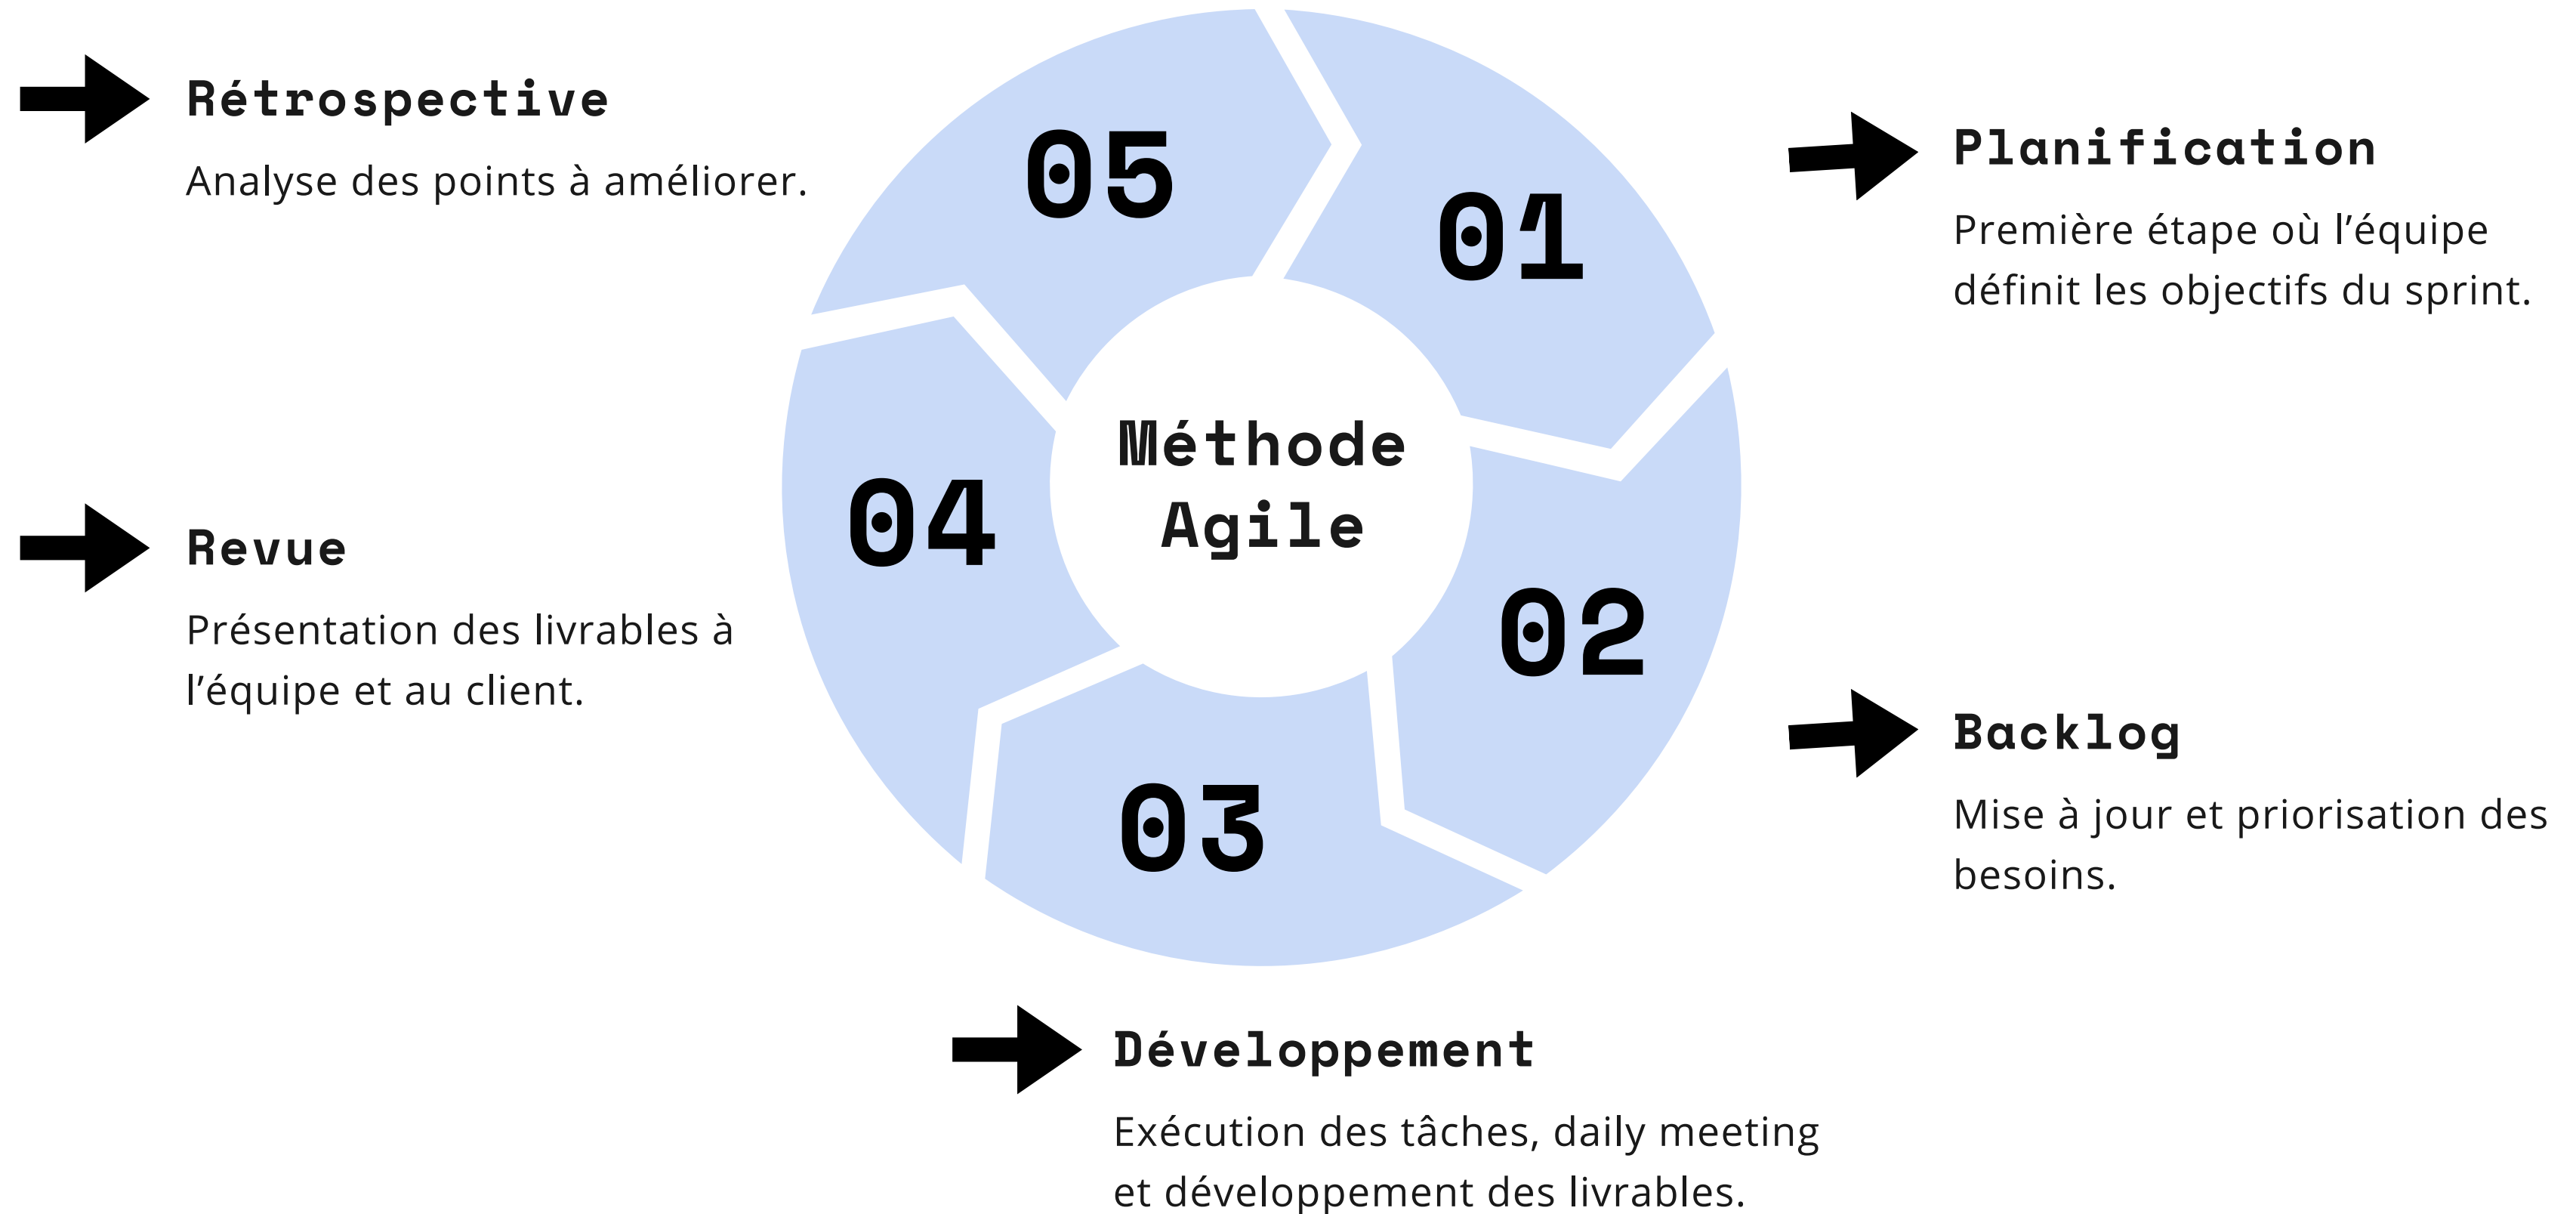 Méthode
Agile
01
Planification
Première étape où l’équipe
définit les objectifs du sprint.
02
Backlog
Mise à jour et priorisation des
besoins.
03
Développement
Exécution des tâches, daily meeting
et développement des livrables.
04
Revue
Présentation des livrables à
l’équipe et au client.
05
Rétrospective
Analyse des points à améliorer.